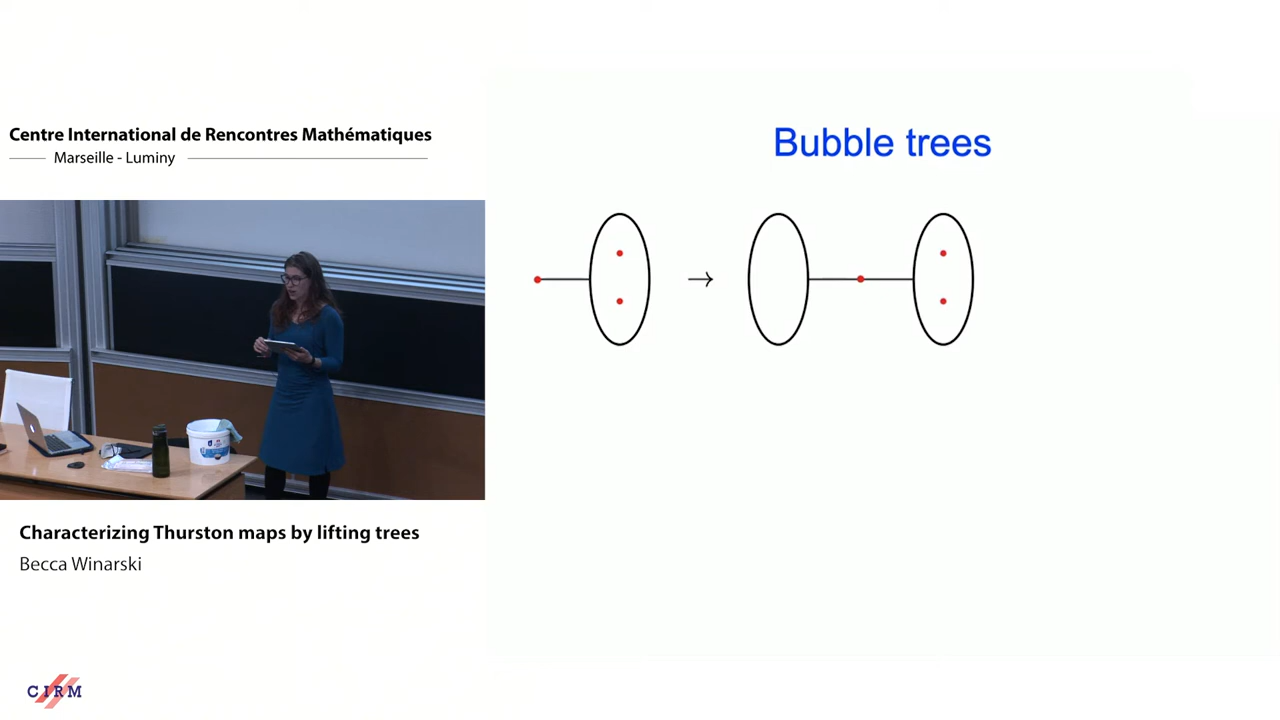 Centre International de Rencontres Mathématiques
Marseille - Luminy
Bubble trees
Characterizing Thurston maps by lifting trees
Becca Winarski
CIRM